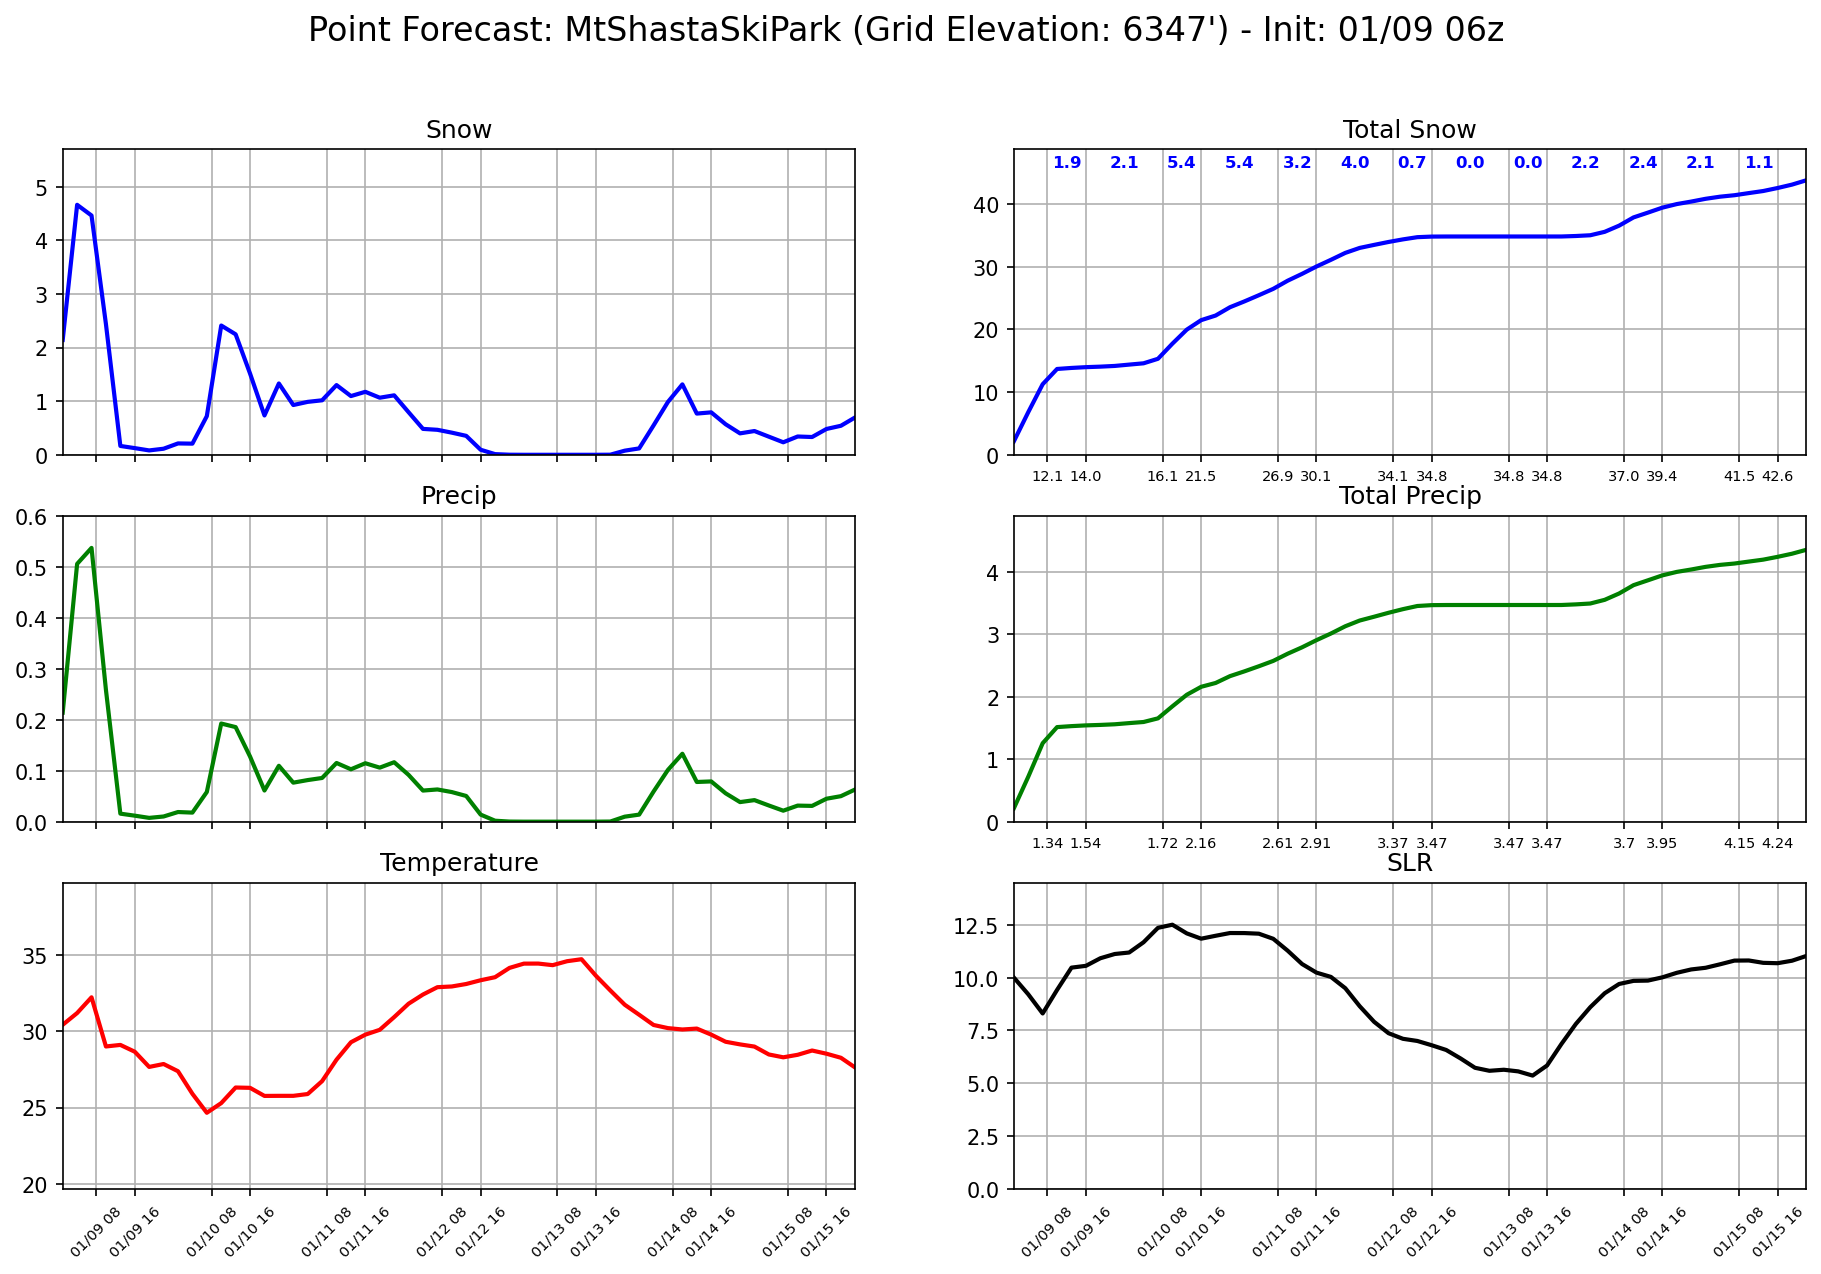 Point Forecast: MtShastaSkiPark (Grid Elevation: 6347') - Init: 01/09 06z
Snow
5
4
3
2
1
0
Total Snow
1.9 2.1 5.4 5.4 3.2 4.0 0.7 0.0 0.0 2.2 2.4 2.1 1.1
40
30
20
10
0
12.1 14.0 16.1 21.5 26.9 30.1 34.1 34.8 34.8 34.8 37.0 39.4 41.5 42.6
Precip
0.6
0.5
0.4
0.3
0.2
0.1
0.0
Total Precip
4
3
2
1
0
1.34 1.54 1.72 2.16 2.61 2.91 3.37 3.47 3.47 3.47 3.7 3.95 4.15 4.24
Temperature
35
30
25
20
01/09 08 01/09 16 01/10 08 01/10 16 01/11 08 01/11 16 01/12 08 01/12 16 01/13 08 01/13 16 01/14 08 01/14 16 01/15 08 01/15 16
SLR
12.5
10.0
7.5
5.0
2.5
0.0
01/09 08 01/09 16 01/10 08 01/10 16 01/11 08 01/11 16 01/12 08 01/12 16 01/13 08 01/13 16 01/14 08 01/14 16 01/15 08 01/15 16